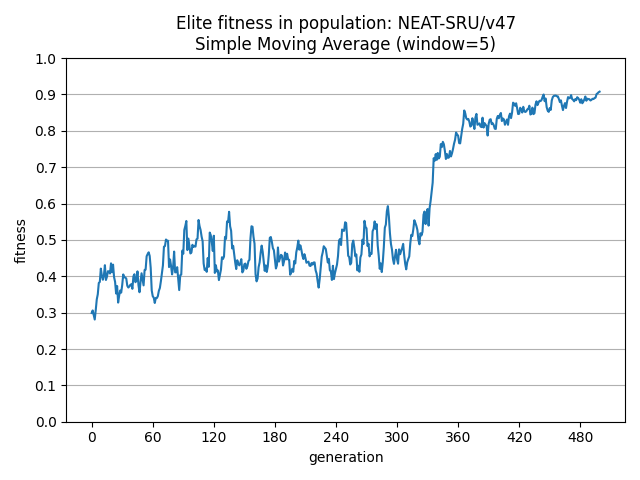 Elite fitness in population: NEAT-SRU/v47
Simple Moving Average (window=5)
1.0
0.9
0.8
0.7
0.6
0.5
0.4
0.3
0.2
0.1
0.0
fitness
0 60 120 180 240 300 360 420 480
generation